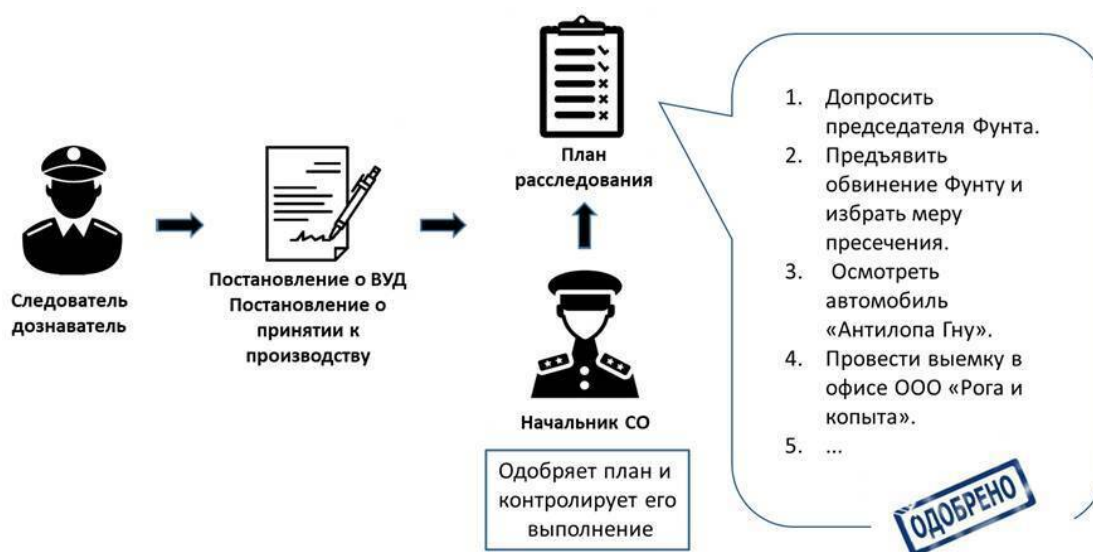 Следователь
дознаватель
Постановление о ВУД
Постановление о
принятии к
производству
План
расследования
Начальник СО
Одобряет план и
контролирует его
выполнение
1. Допросить
председателя Фунта.
2. Предъявить
обвинение Фунту и
избрать меру
пресечения.
3. Осмотреть
автомобиль
«Антилопа Гну».
4. Провести выемку в
офисе ООО «Рога и
копыта».
5. ...
ОДОБРЕНО